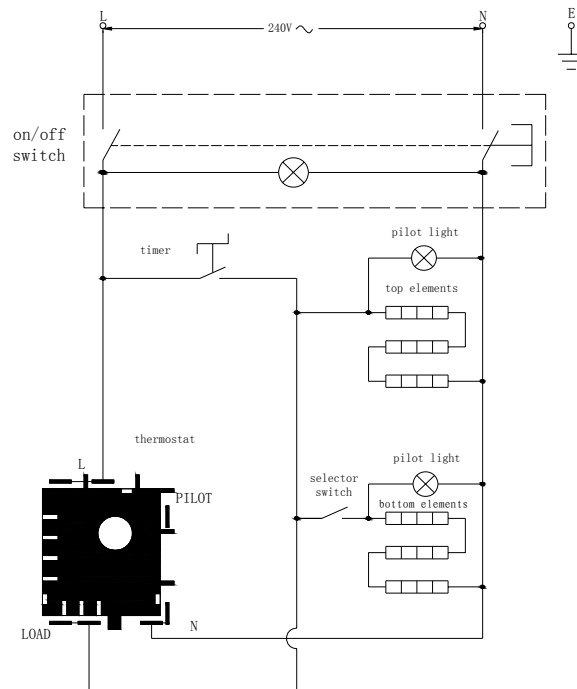 L
N
E
240V
on/off
switch
timer
pilot light
top elements
thermostat
L
PILOT
selector
switch
pilot light
bottom elements
LOAD
N